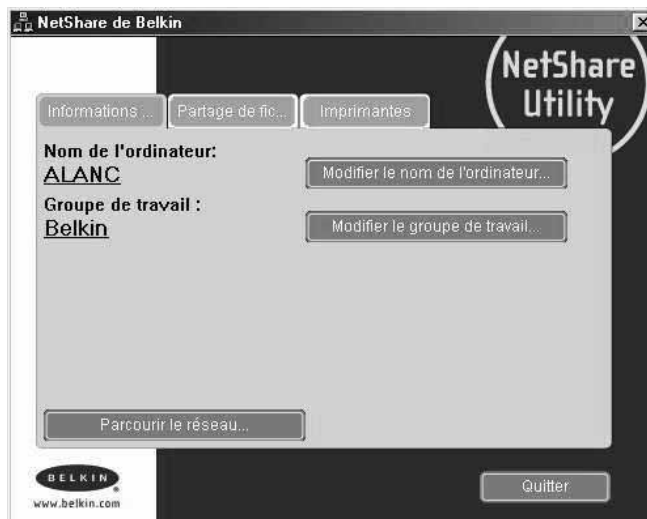 NetShare de Belkin
NetShare
Utility
Informations ...
Partage de fic...
Imprimantes
Nom de l'ordinateur:
ALANC
Modifier le nom de l'ordinateur...
Groupe de travail :
Belkin
Modifier le groupe de travail...
Parcourir le réseau...
BELKIN
www.belkin.com
Quitter